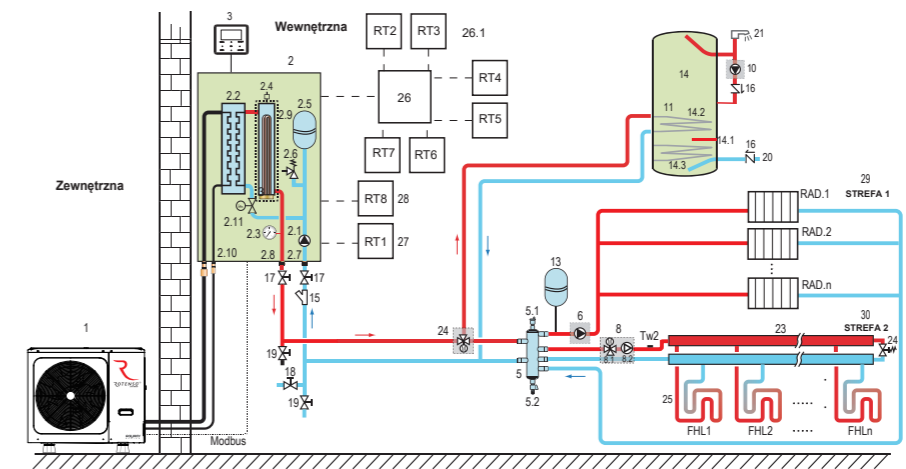 3
Wewnętrzna
RT2
RT3
26.1
21
2
14
10
2.4
2.2
2.9
2.5
26
RT4
16
11
14.2
RT5
14.1
16
2.6
RT7
RT6
14.3
20
Zewnętrzna
29
STREFA 1
RT8
28
RAD.1
2.11
2.3
2.1
RT1
27
RAD.2
2.10
2.8
2.7
13
17
17
RAD.n
15
5.1
6
30
STREFA 2
1
24
8
Tw2
23
24
19
8.1
8.2
5
18
5.2
19
25
ROTENSO
FHL1
FHL2
.....
FHLn
Modbus